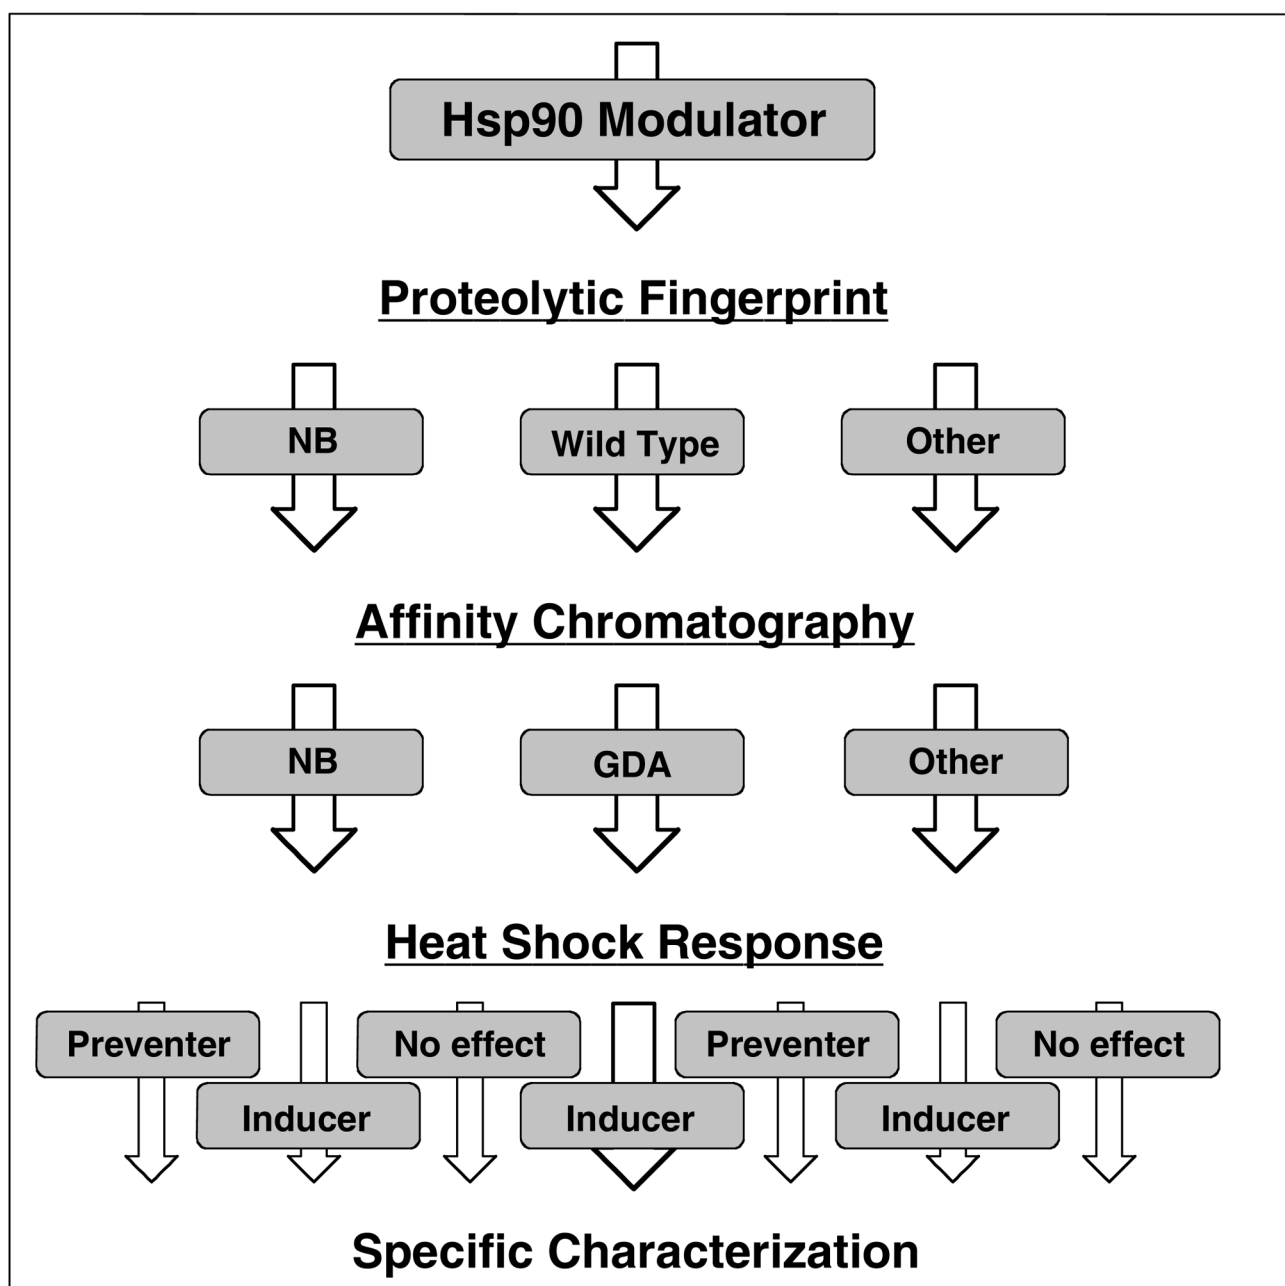 Hsp90 Modulator
Proteolytic Fingerprint
NB
Wild Type
Other
Affinity Chromatography
NB
GDA
Other
Heat Shock Response
Preventer
No effect
Preventer
No effect
Inducer
Inducer
Inducer
Specific Characterization